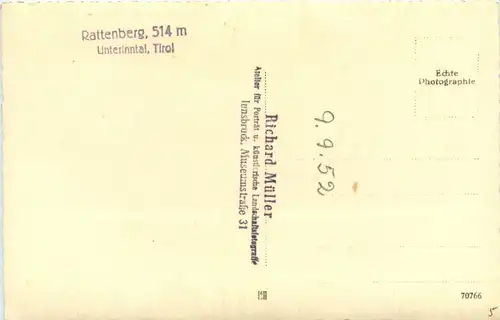 Rattenberg, 514 m
Unterinntal, Tirol
Echte
Photographie
Richard Müller
Atelier für Porträt u. künstlerische Landschaftsfotografie
Innsbruck, Museumstraße 31
9.9.52
70766
5